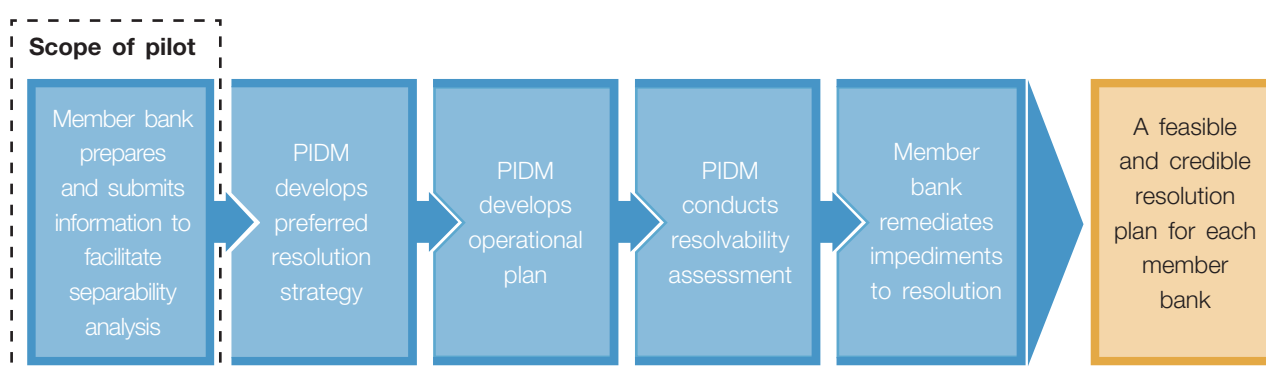 Scope of pilot
Member bank
prepares
and submits
information to
facilitate
separability
analysis
PIDM
develops
preferred
resolution
strategy
PIDM
develops
operational
plan
PIDM
conducts
resolvability
assessment
Member
bank
remediates
impediments
to resolution
A feasible
and credible
resolution
plan for each
member
bank